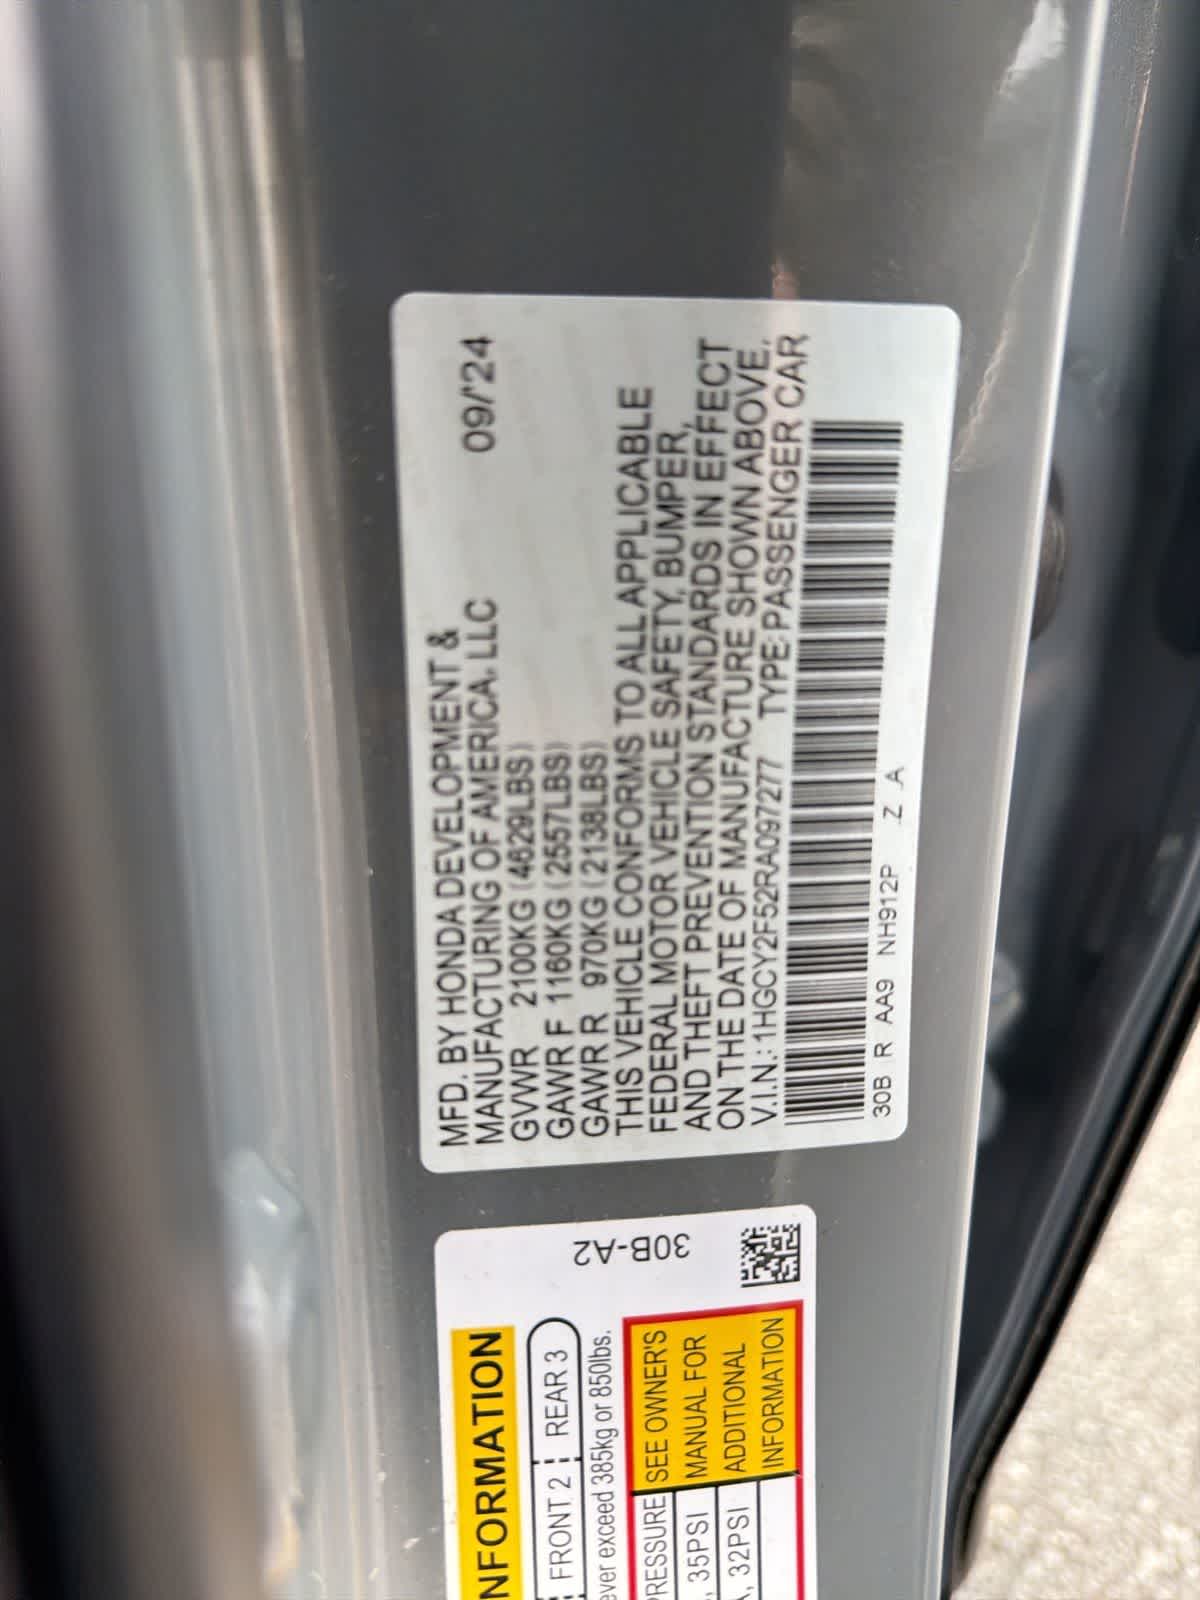 MFD. BY HONDA DEVELOPMENT &
MANUFACTURING OF AMERICA, LLC 09/'24
GVWR 2100KG (4629LBS)
GAWR F 1160KG (2557LBS)
GAWR R 970KG (2138LBS)
THIS VEHICLE CONFORMS TO ALL APPLICABLE
FEDERAL MOTOR VEHICLE SAFETY, BUMPER,
AND THEFT PREVENTION STANDARDS IN EFFECT
ON THE DATE OF MANUFACTURE SHOWN ABOVE.
V.I.N.: 1HGCY2F52RA097277 TYPE: PASSENGER CAR
30B R AA9 NH912P Z A
30B-A2
NFORMATION
FRONT 2 REAR 3
ever exceed 385kg or 850lbs.
PRESSURE
, 35PSI
, 32PSI
SEE OWNER'S
MANUAL FOR
ADDITIONAL
INFORMATION